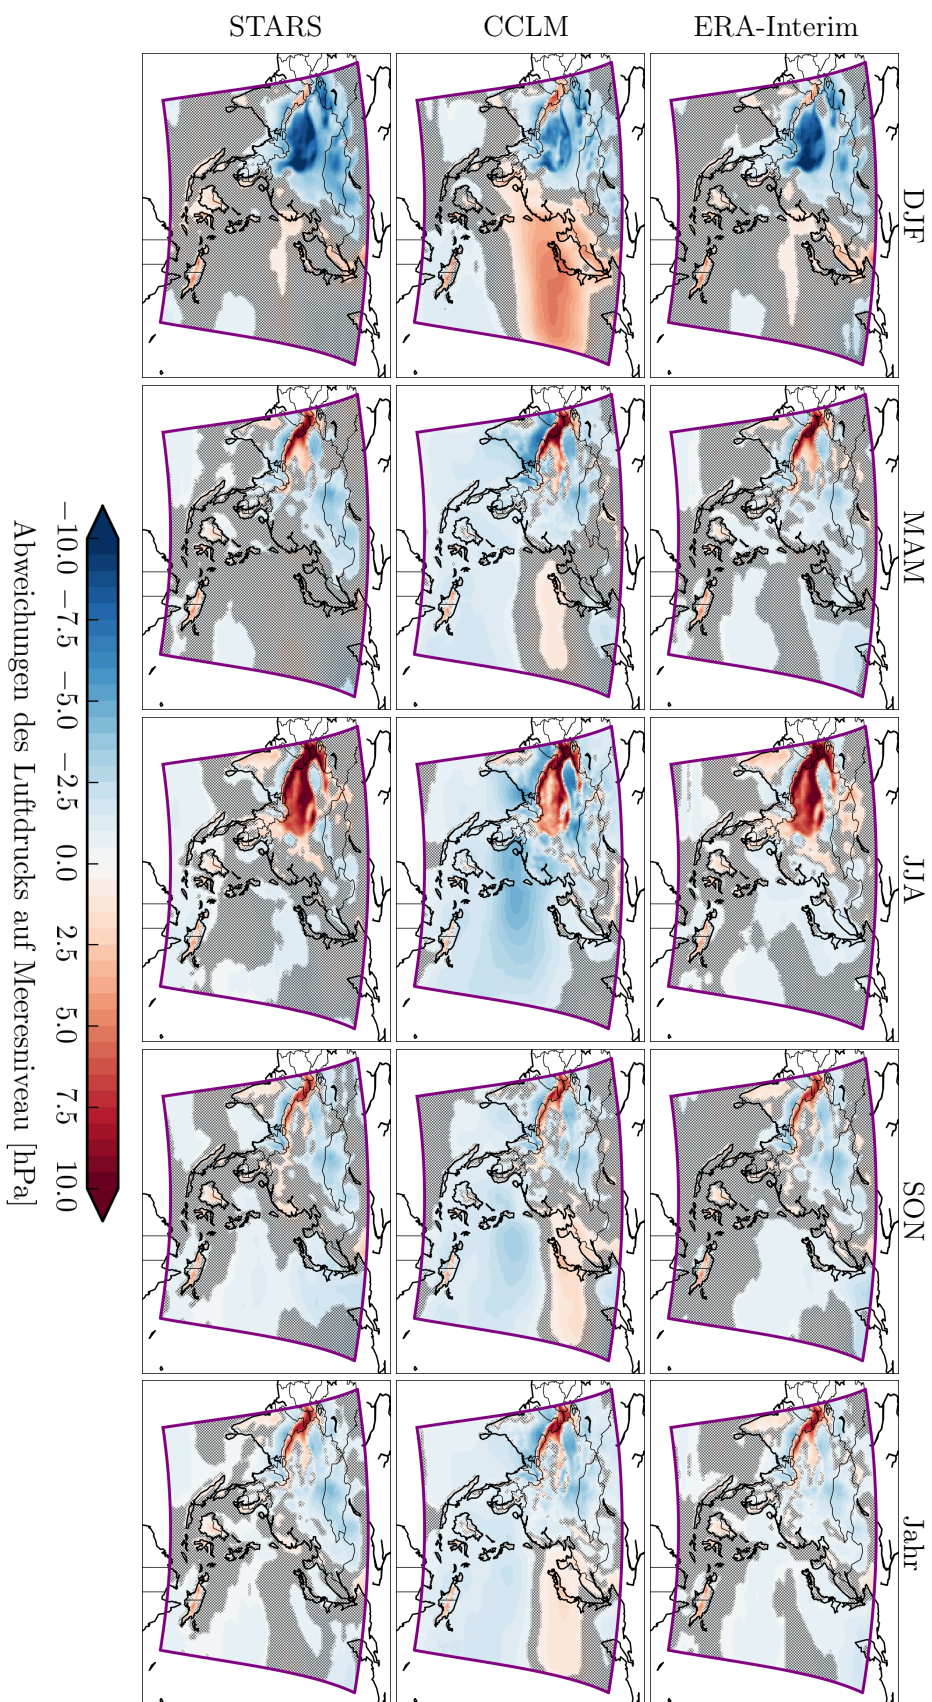 STARS CCLM ERA-Interim
DJF
MAM
JJA
SON
Jahr
−10.0 −7.5 −5.0 −2.5 0.0 2.5 5.0 7.5 10.0
Abweichungen des Luftdrucks auf Meeresniveau [hPa]